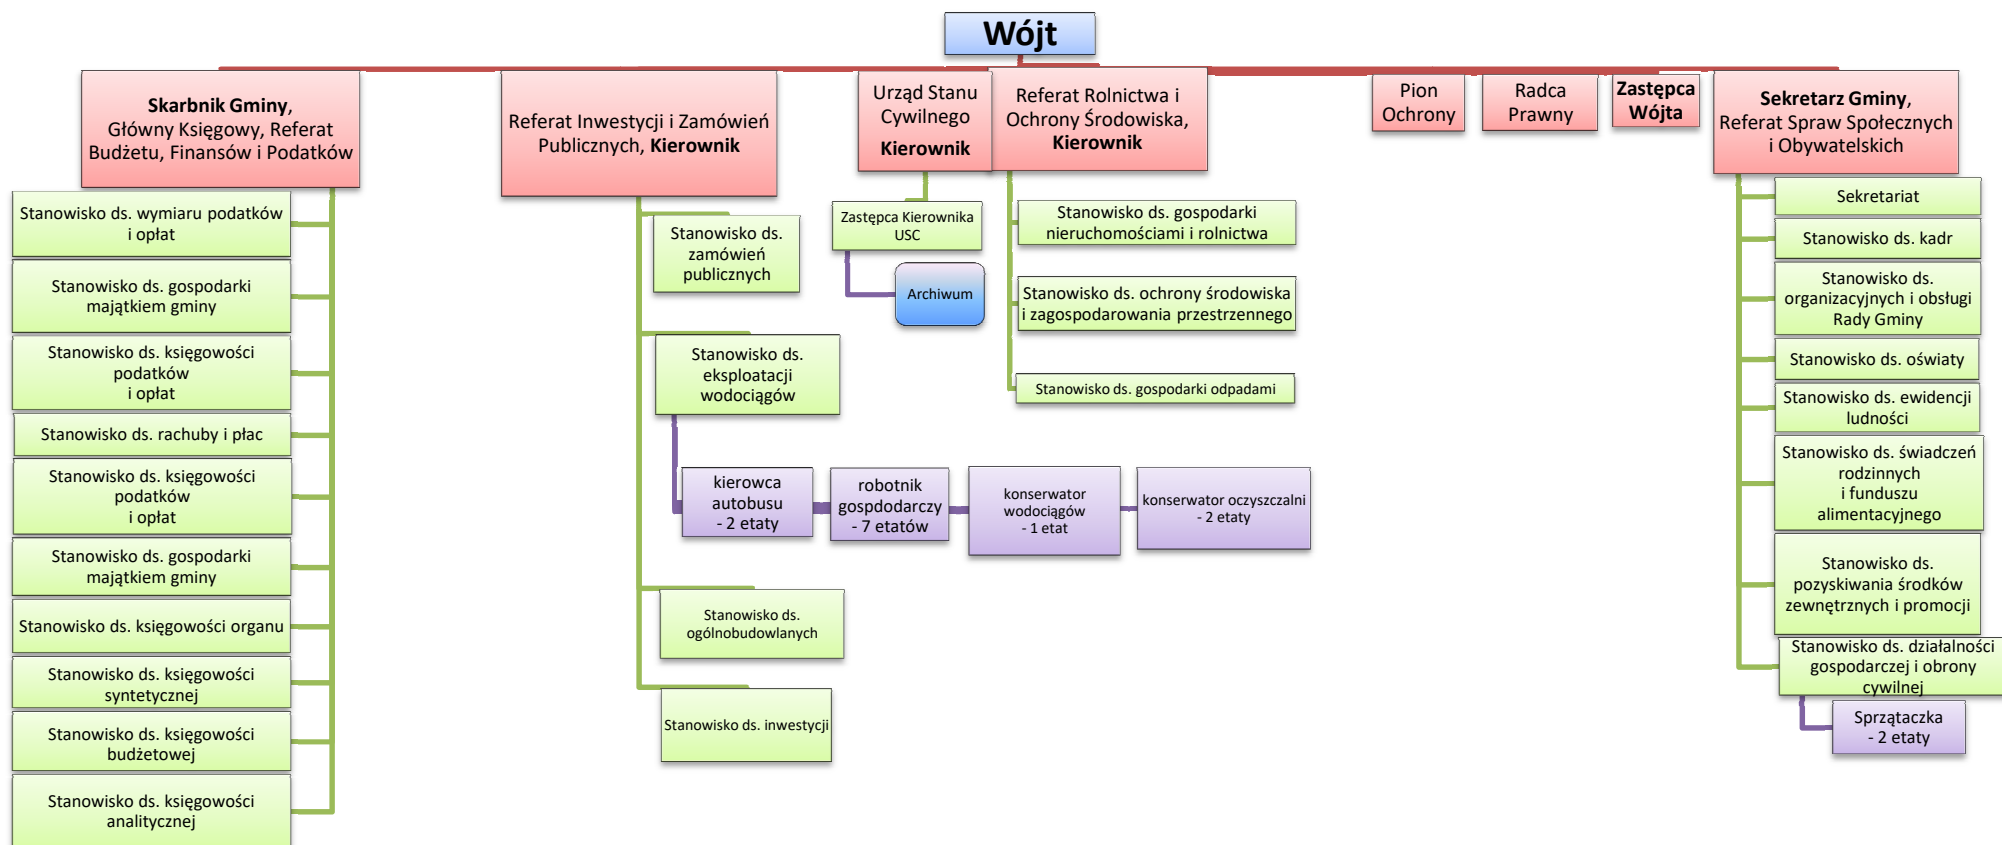 Wójt
Skarbnik Gminy,
Główny Księgowy, Referat
Budżetu, Finansów i Podatków
Stanowisko ds. wymiaru podatków
i opłat
Stanowisko ds. gospodarki
majątkiem gminy
Stanowisko ds. księgowości
podatków
i opłat
Stanowisko ds. rachuby i płac
Stanowisko ds. księgowości
podatków
i opłat
Stanowisko ds. gospodarki
majątkiem gminy
Stanowisko ds. księgowości organu
Stanowisko ds. księgowości
syntetycznej
Stanowisko ds. księgowości
budżetowej
Stanowisko ds. księgowości
analitycznej
Referat Inwestycji i Zamówień
Publicznych, Kierownik
Stanowisko ds.
zamówień
publicznych
Stanowisko ds.
eksploatacji
wodociągów
kierowca
autobusu
- 2 etaty
robotnik
gospdodarczy
- 7 etatów
konserwator
wodociągów
- 1 etat
konserwator oczyszczalni
- 2 etaty
Stanowisko ds.
ogólnobudowlanych
Stanowisko ds. inwestycji
Urząd Stanu
Cywilnego
Kierownik
Zastępca Kierownika
USC
Archiwum
Referat Rolnictwa i
Ochrony Środowiska,
Kierownik
Stanowisko ds. gospodarki
nieruchomościami i rolnictwa
Stanowisko ds. ochrony środowiska
i zagospodarowania przestrzennego
Stanowisko ds. gospodarki odpadami
Pion
Ochrony
Radca
Prawny
Zastępca
Wójta
Sekretarz Gminy,
Referat Spraw Społecznych
i Obywatelskich
Sekretariat
Stanowisko ds. kadr
Stanowisko ds.
organizacyjnych i obsługi
Rady Gminy
Stanowisko ds. oświaty
Stanowisko ds. ewidencji
ludności
Stanowisko ds. świadczeń
rodzinnych
i funduszu
alimentacyjnego
Stanowisko ds.
pozyskiwania środków
zewnętrznych i promocji
Stanowisko ds. działalności
gospodarczej i obrony
cywilnej
Sprzątaczka
- 2 etaty